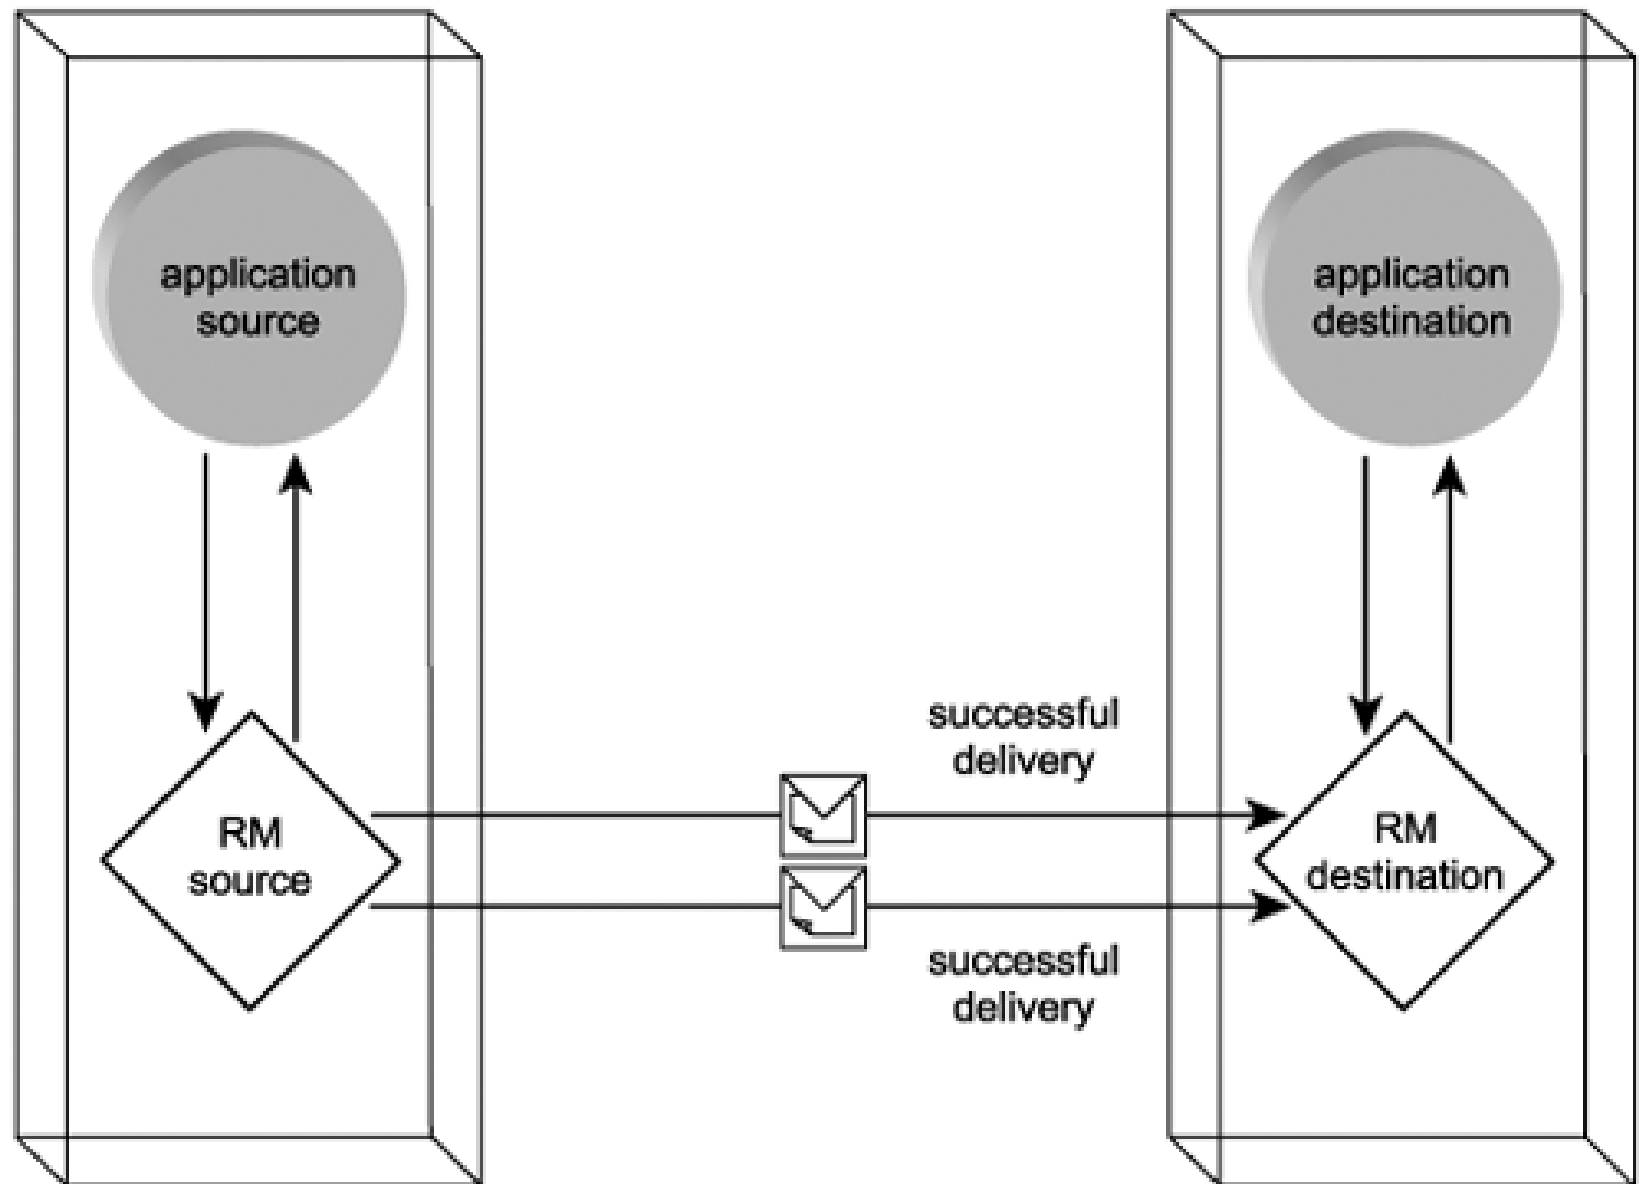 application
source
application
destination
successful
delivery
RM
source
RM
destination
successful
delivery